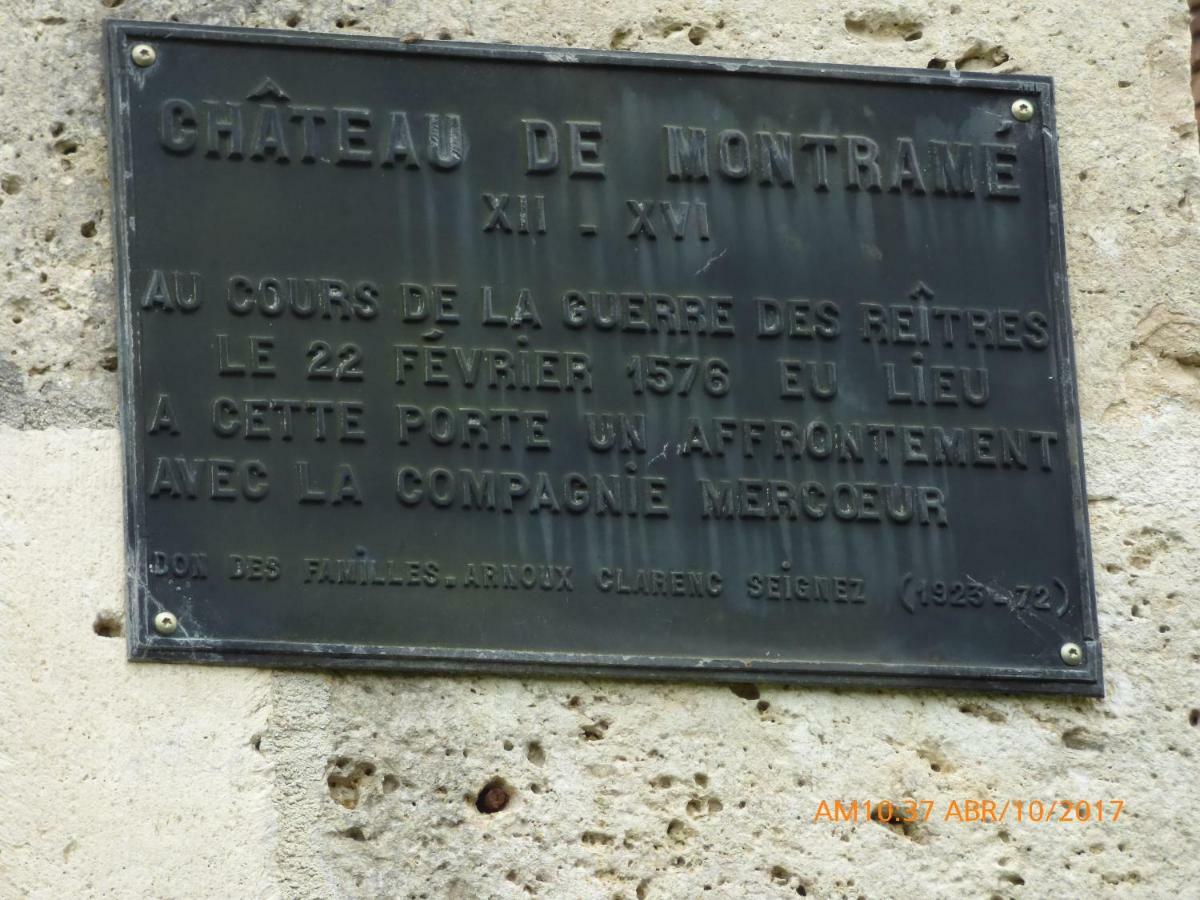 CHÂTEAU DE MONTRAMÉ
XII - XVI
AU COURS DE LA GUERRE DES REÎTRES
LE 22 FÉVRIER 1576 EU LIEU
A CETTE PORTE UN AFFRONTEMENT
AVEC LA COMPAGNIE MERCŒUR
DON DES FAMILLES - ARNOUX CLARENC SEIGNEZ (1923 - 72)
AM10:37 ABR/10/2017